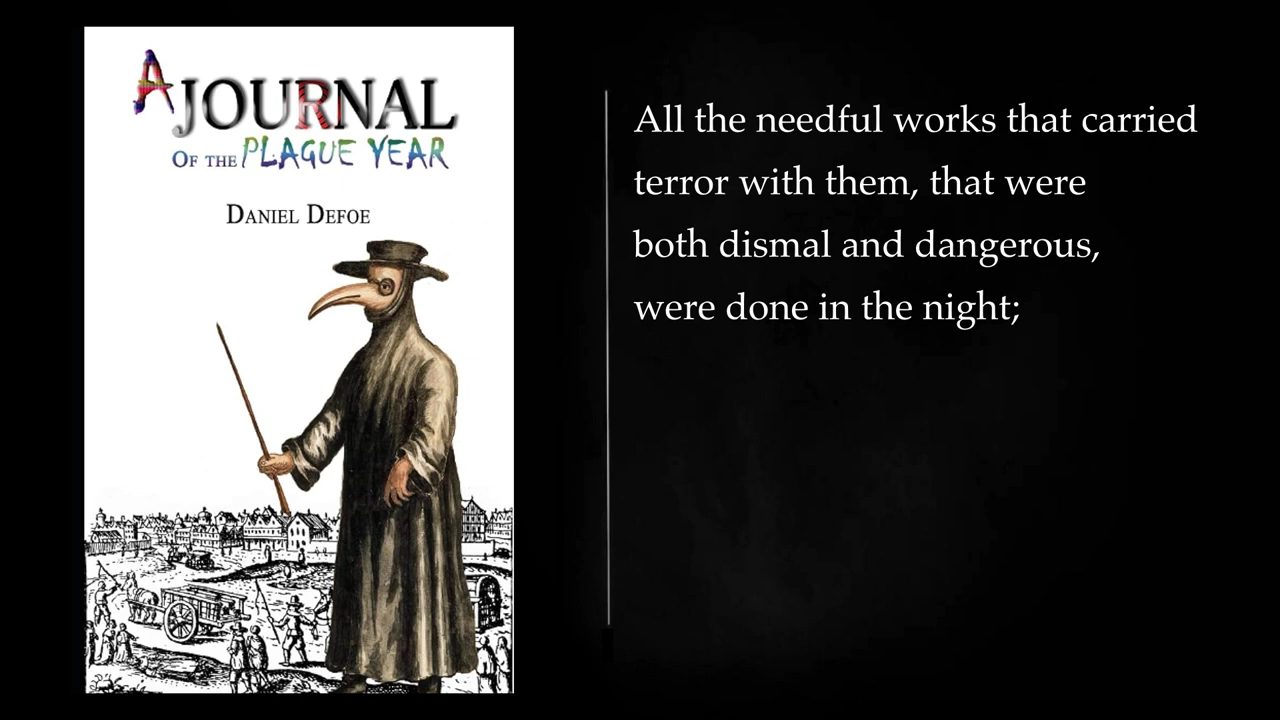 A JOURNAL
OF THE PLAGUE YEAR
DANIEL DEFOE
All the needful works that carried
terror with them, that were
both dismal and dangerous,
were done in the night;